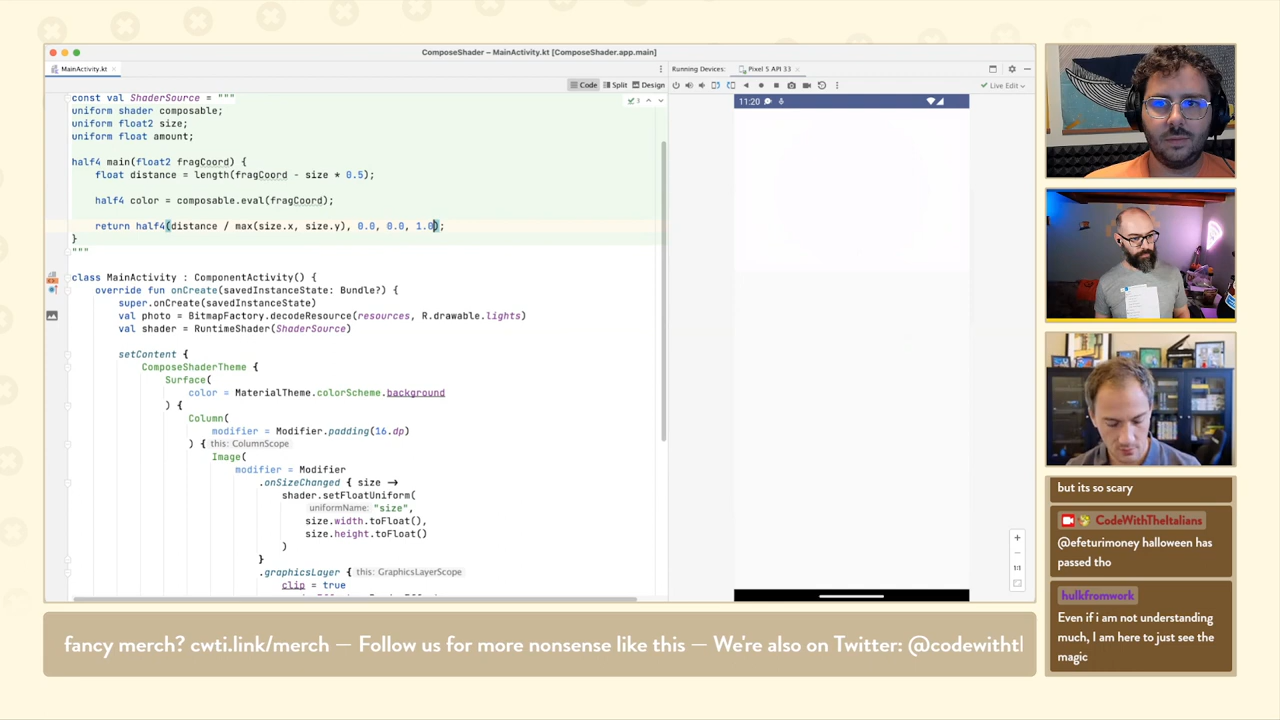 ComposeShader – MainActivity.kt [ComposeShader.app.main]
MainActivity.kt
Code Split Design
const val ShaderSource = """
uniform shader composable;
uniform float2 size;
uniform float amount;
half4 main(float2 fragCoord) {
float distance = length(fragCoord - size * 0.5);
half4 color = composable.eval(fragCoord);
return half4(distance / max(size.x, size.y), 0.0, 0.0, 1.0);
}
"""
class MainActivity : ComponentActivity() {
override fun onCreate(savedInstanceState: Bundle?) {
super.onCreate(savedInstanceState)
val photo = BitmapFactory.decodeResource(resources, R.drawable.lights)
val shader = RuntimeShader(ShaderSource)
setContent {
ComposeShaderTheme {
Surface(
color = MaterialTheme.colorScheme.background
) {
Column(
modifier = Modifier.padding(16.dp)
) { this: ColumnScope
Image(
modifier = Modifier
.onSizeChanged { size ->
shader.setFloatUniform(
uniformName: "size",
size.width.toFloat(),
size.height.toFloat()
)
}
.graphicsLayer { this: GraphicsLayerScope
clip = true
Running Devices: Pixel 5 API 33
Live Edit
11:20
1:1
but its so scary
CodeWithTheItalians
@efeturimoney halloween has
passed tho
hulkfromwork
Even if i am not understanding
much, I am here to just see the
magic
fancy merch? cwti.link/merch — Follow us for more nonsense like this — We're also on Twitter: @codewitht